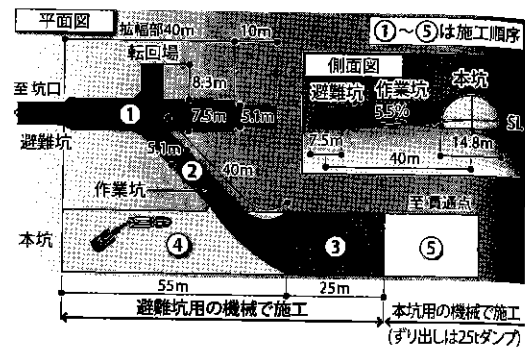 平面図
拡幅部40m
10m
①～⑤は施工順序
転回場
側面図
本坑
至坑口
8.3m
避難坑
作業坑
5.5%
①
7.5m
5.1m
SL
避難坑
5.1m
7.5m
14.8m
②
40m
40m
作業坑
至貫通点
本坑
④
③
⑤
55m
25m
避難坑用の機械で施工
本坑用の機械で施工
(ずり出しは25tダンプ)